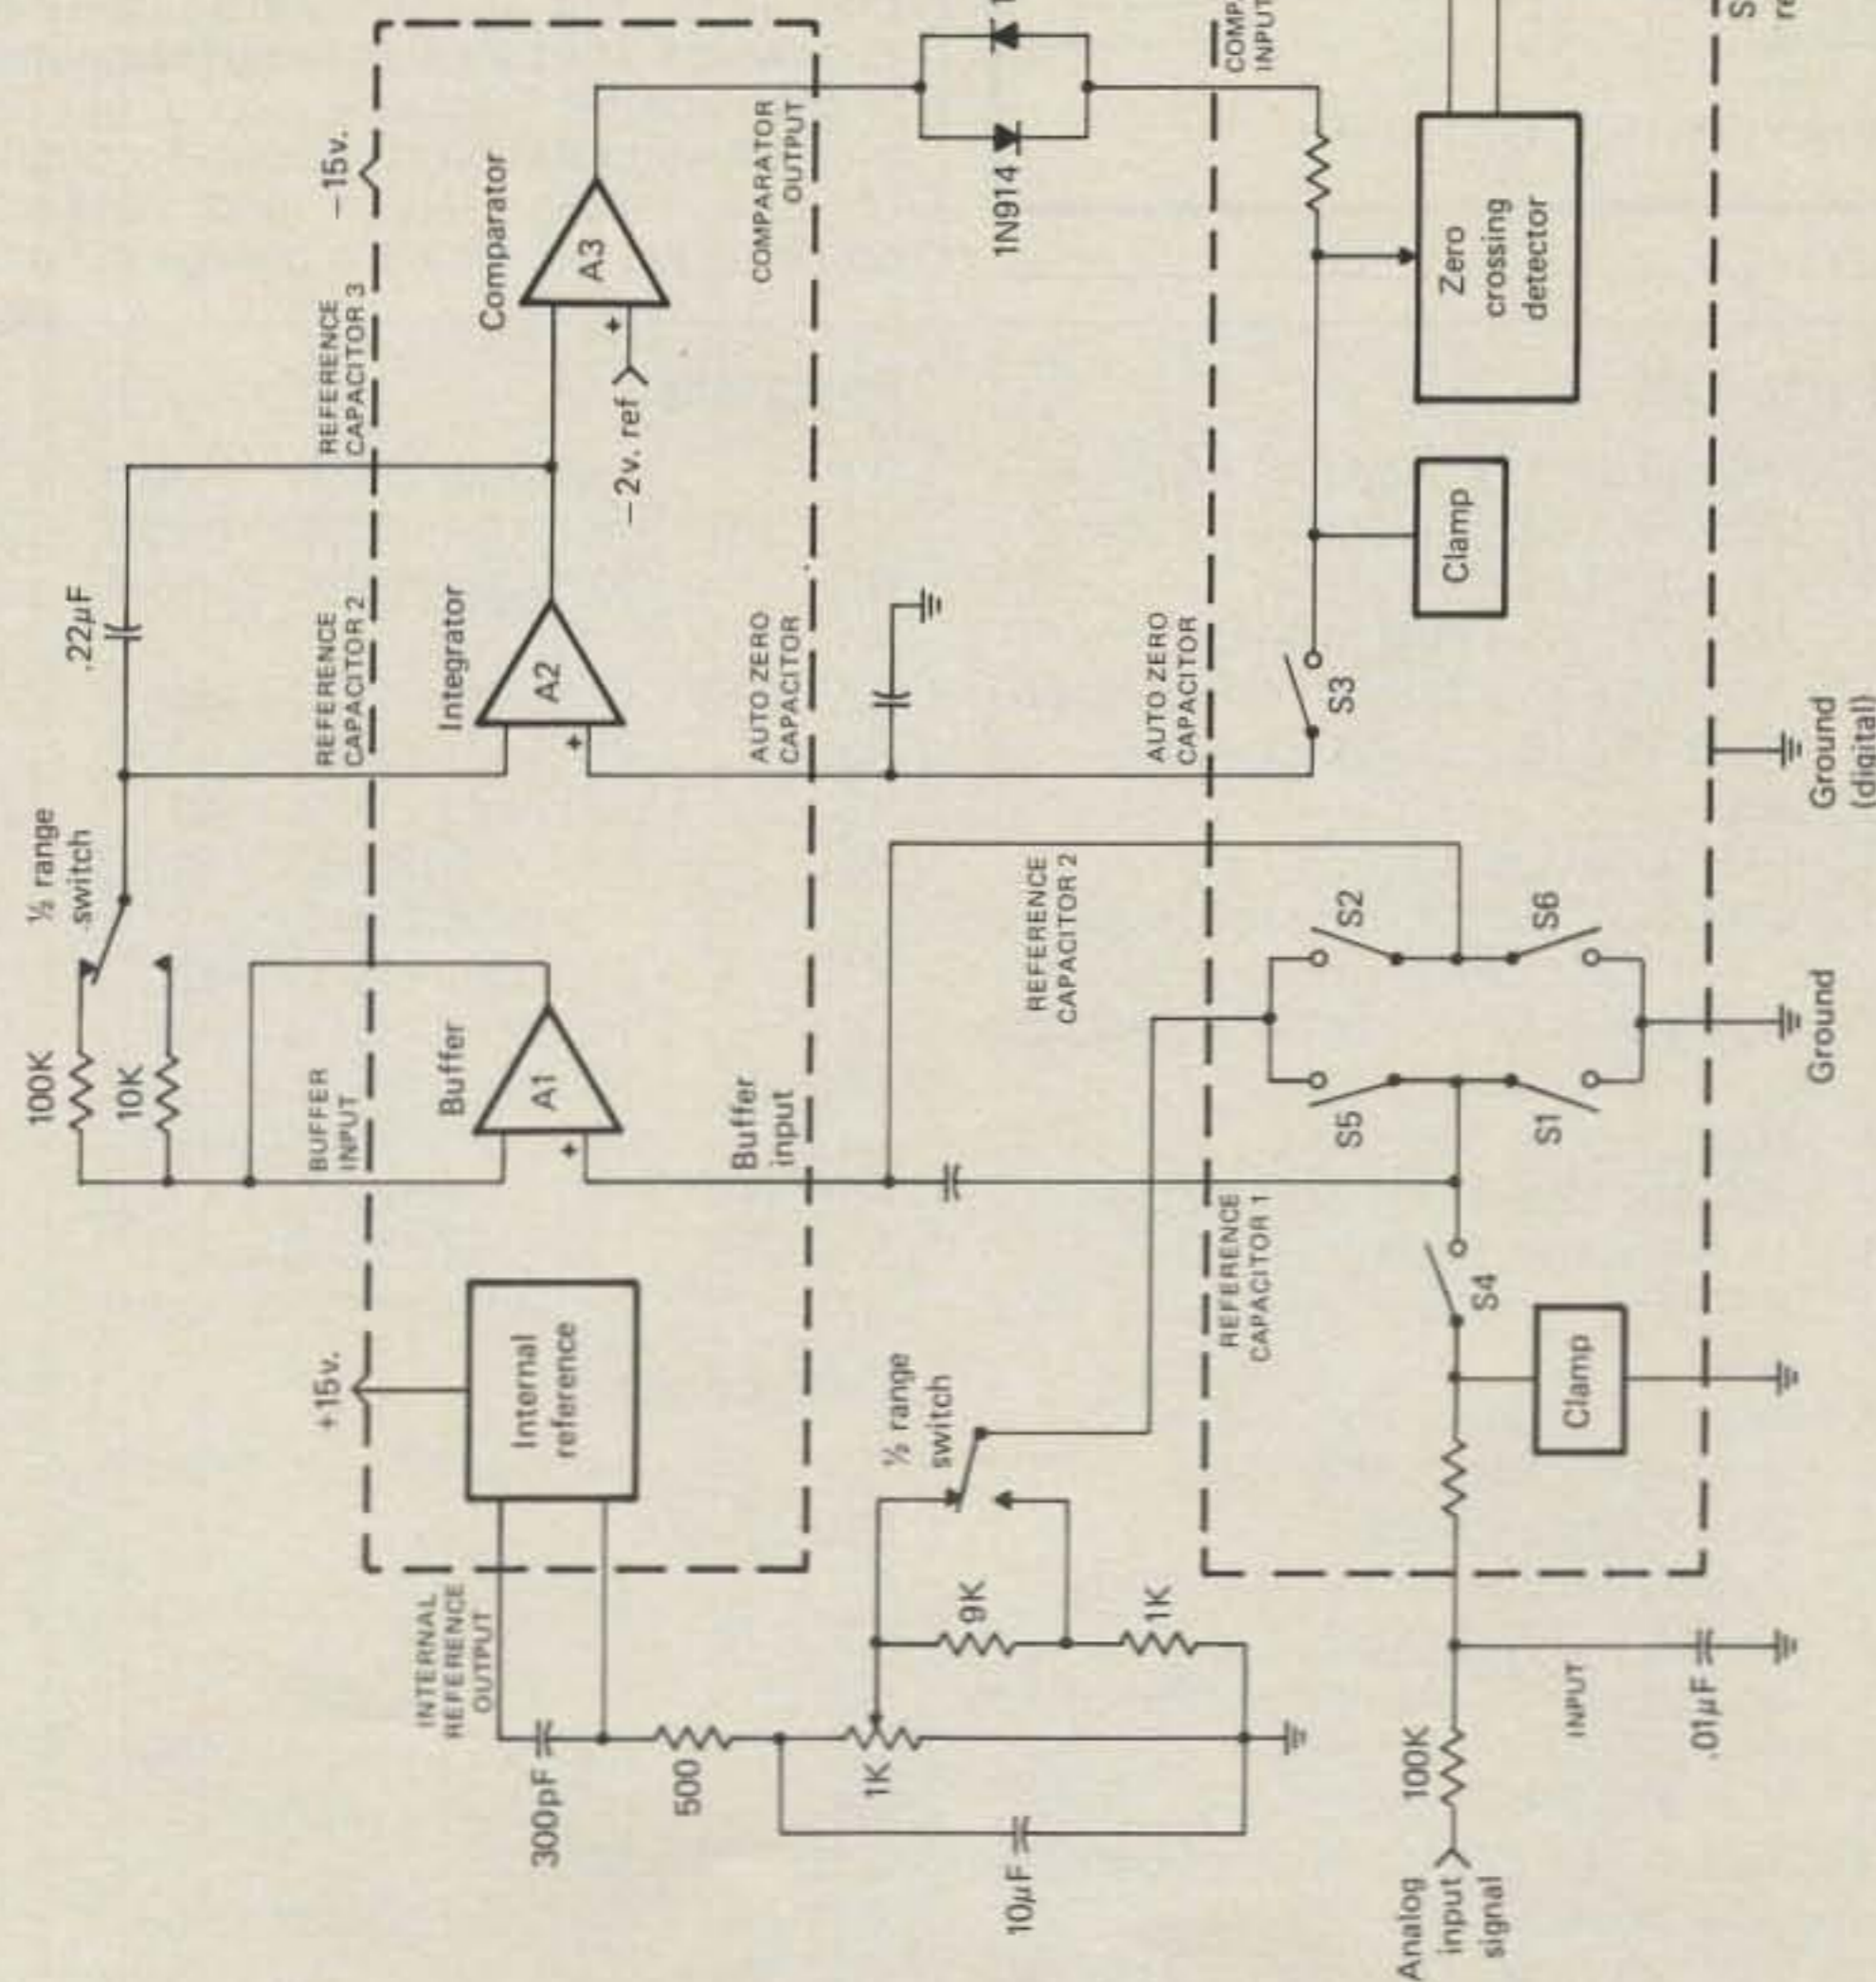 .22µF
½ range
switch
100K
10K
REFERENCE
CAPACITOR 3
−15v.
REFERENCE
CAPACITOR 2
BUFFER
INPUT
+15v.
Comparator
A3
+
−2v. ref
Integrator
A2
+
Buffer
A1
+
Internal
reference
INTERNAL
REFERENCE
OUTPUT
COMPARATOR
OUTPUT
AUTO ZERO
CAPACITOR
Buffer
input
300pF
500
1K
10µF
9K
1K
½ range
switch
1N914
REFERENCE
CAPACITOR 2
AUTO ZERO
CAPACITOR
INPUT
REFERENCE
CAPACITOR 1
S3
S2
S6
S5
S1
S4
Zero
crossing
detector
Clamp
Clamp
Analog
input
signal
100K
INPUT
.01µF
Ground
Ground
(digital)